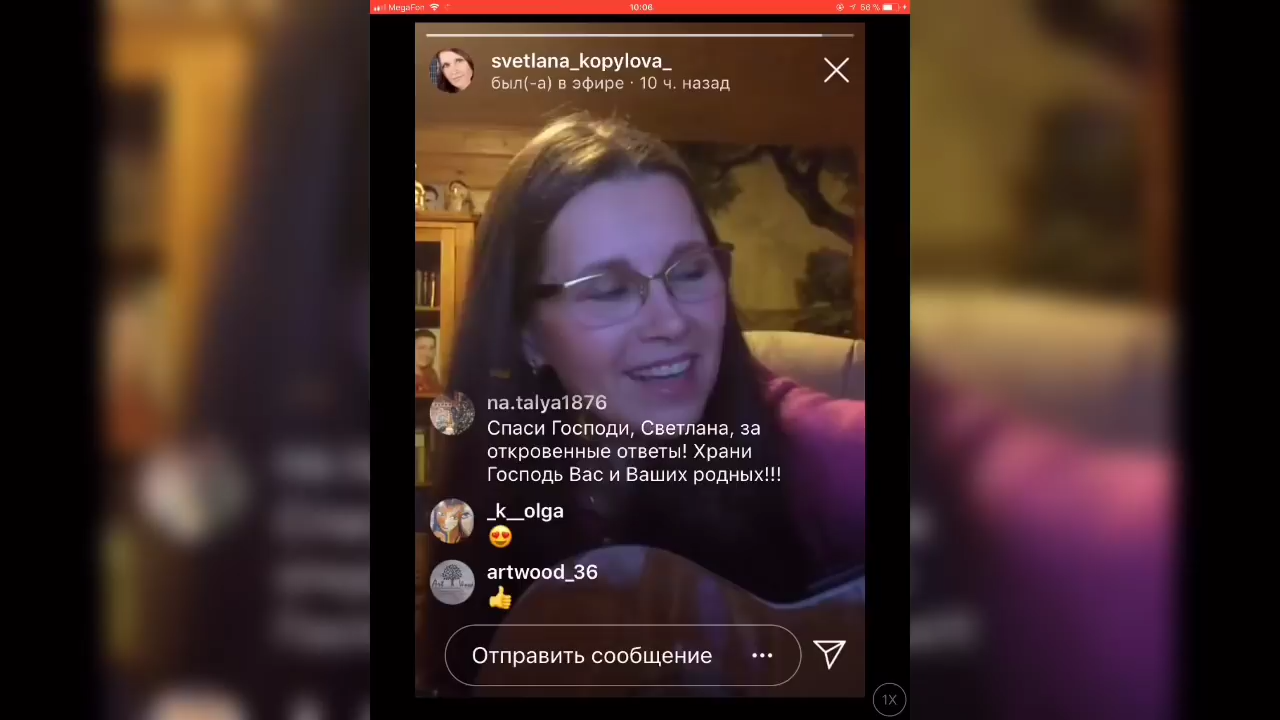 MegaFon
10:06
56 %
svetlana_kopylova_
был(-а) в эфире · 10 ч. назад
na.talya1876
Спаси Господи, Светлана, за
откровенные ответы! Храни
Господь Вас и Ваших родных!!!
_k__olga
😍
artwood_36
👍
Отправить сообщение
1X